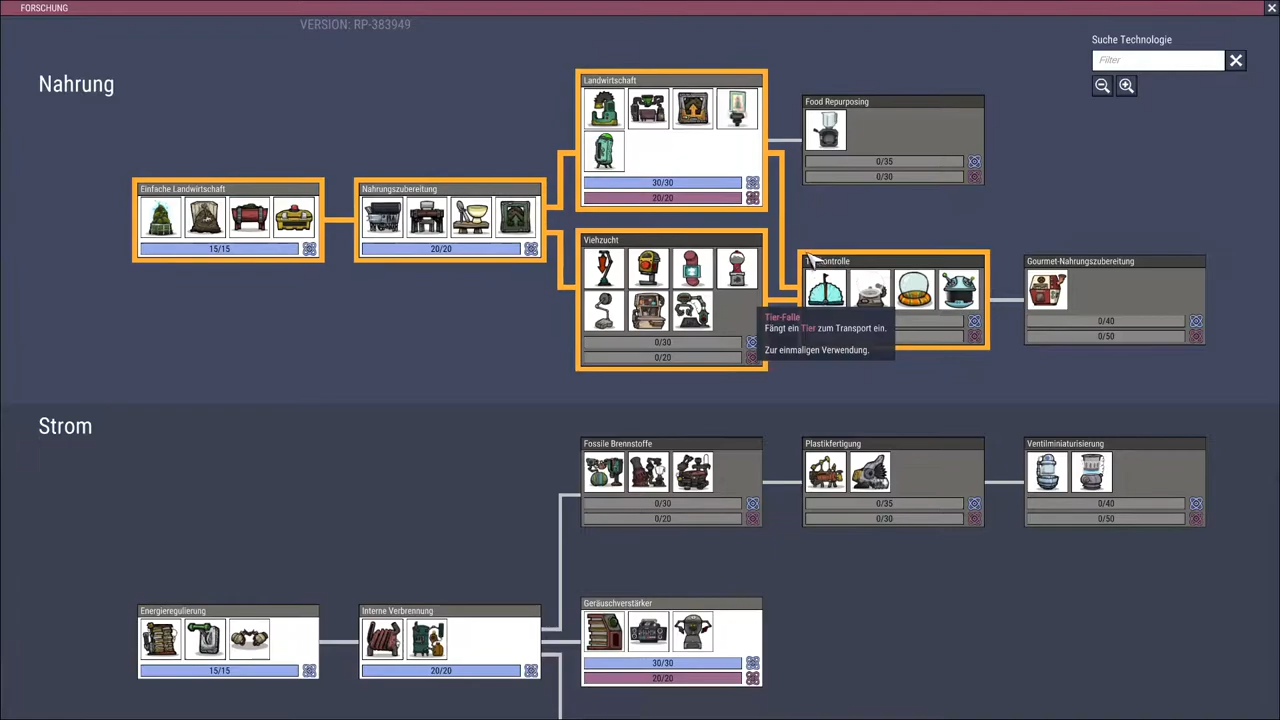 FORSCHUNG
VERSION: RP-383949
Suche Technologie
Filter
Nahrung
Landwirtschaft
30/30
20/20
Food Repurposing
0/35
0/30
Einfache Landwirtschaft
15/15
Nahrungszubereitung
20/20
Viehzucht
0/30
0/20
ontrolle
Gourmet-Nahrungszubereitung
0/40
0/50
Tier-Falle
Fängt ein Tier zum Transport ein.
Zur einmaligen Verwendung.
Strom
Fossile Brennstoffe
0/30
0/20
Plastikfertigung
0/35
0/30
Ventilminiaturisierung
0/40
0/50
Energieregulierung
15/15
Interne Verbrennung
20/20
Geräuschverstärker
30/30
20/20